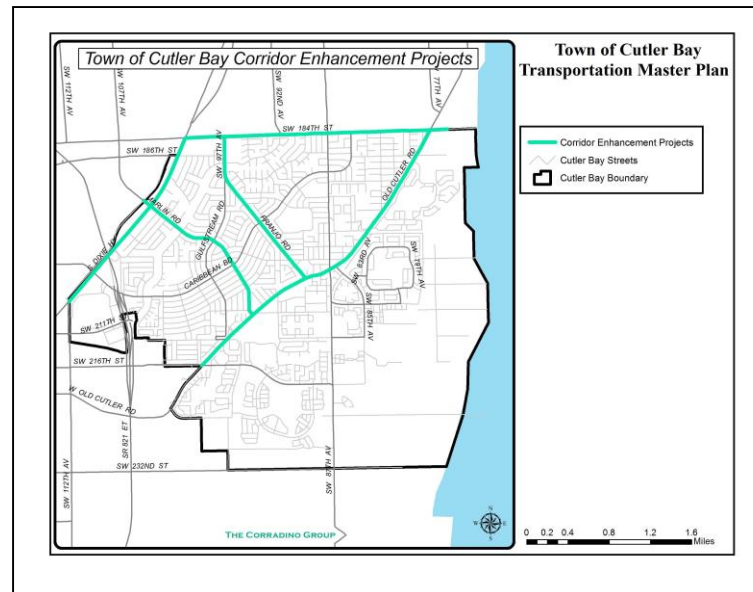 Town of Cutler Bay Corridor Enhancement Projects
Town of Cutler Bay
Transportation Master Plan
Corridor Enhancement Projects
Cutler Bay Streets
Cutler Bay Boundary
SW 112TH AV
SW 107TH AV
SW 92ND AV
77TH AV
SW 184TH ST
SW 186TH ST
SW 97TH AV
OLD CUTLER RD
MARLIN RD
GULFSTREAM RD
FRANJO RD
CARIBBEAN BD
SW 83RD AV
SW 79TH AV
SW 85TH AV
SW 211TH ST
SW 216TH ST
W OLD CUTLER RD
SR 821 ET
SW 232ND ST
SW 112TH AV
SW 87TH AV
THE CORRADINO GROUP
N
W
E
S
0 0.2 0.4 0.8 1.2 1.6
Miles